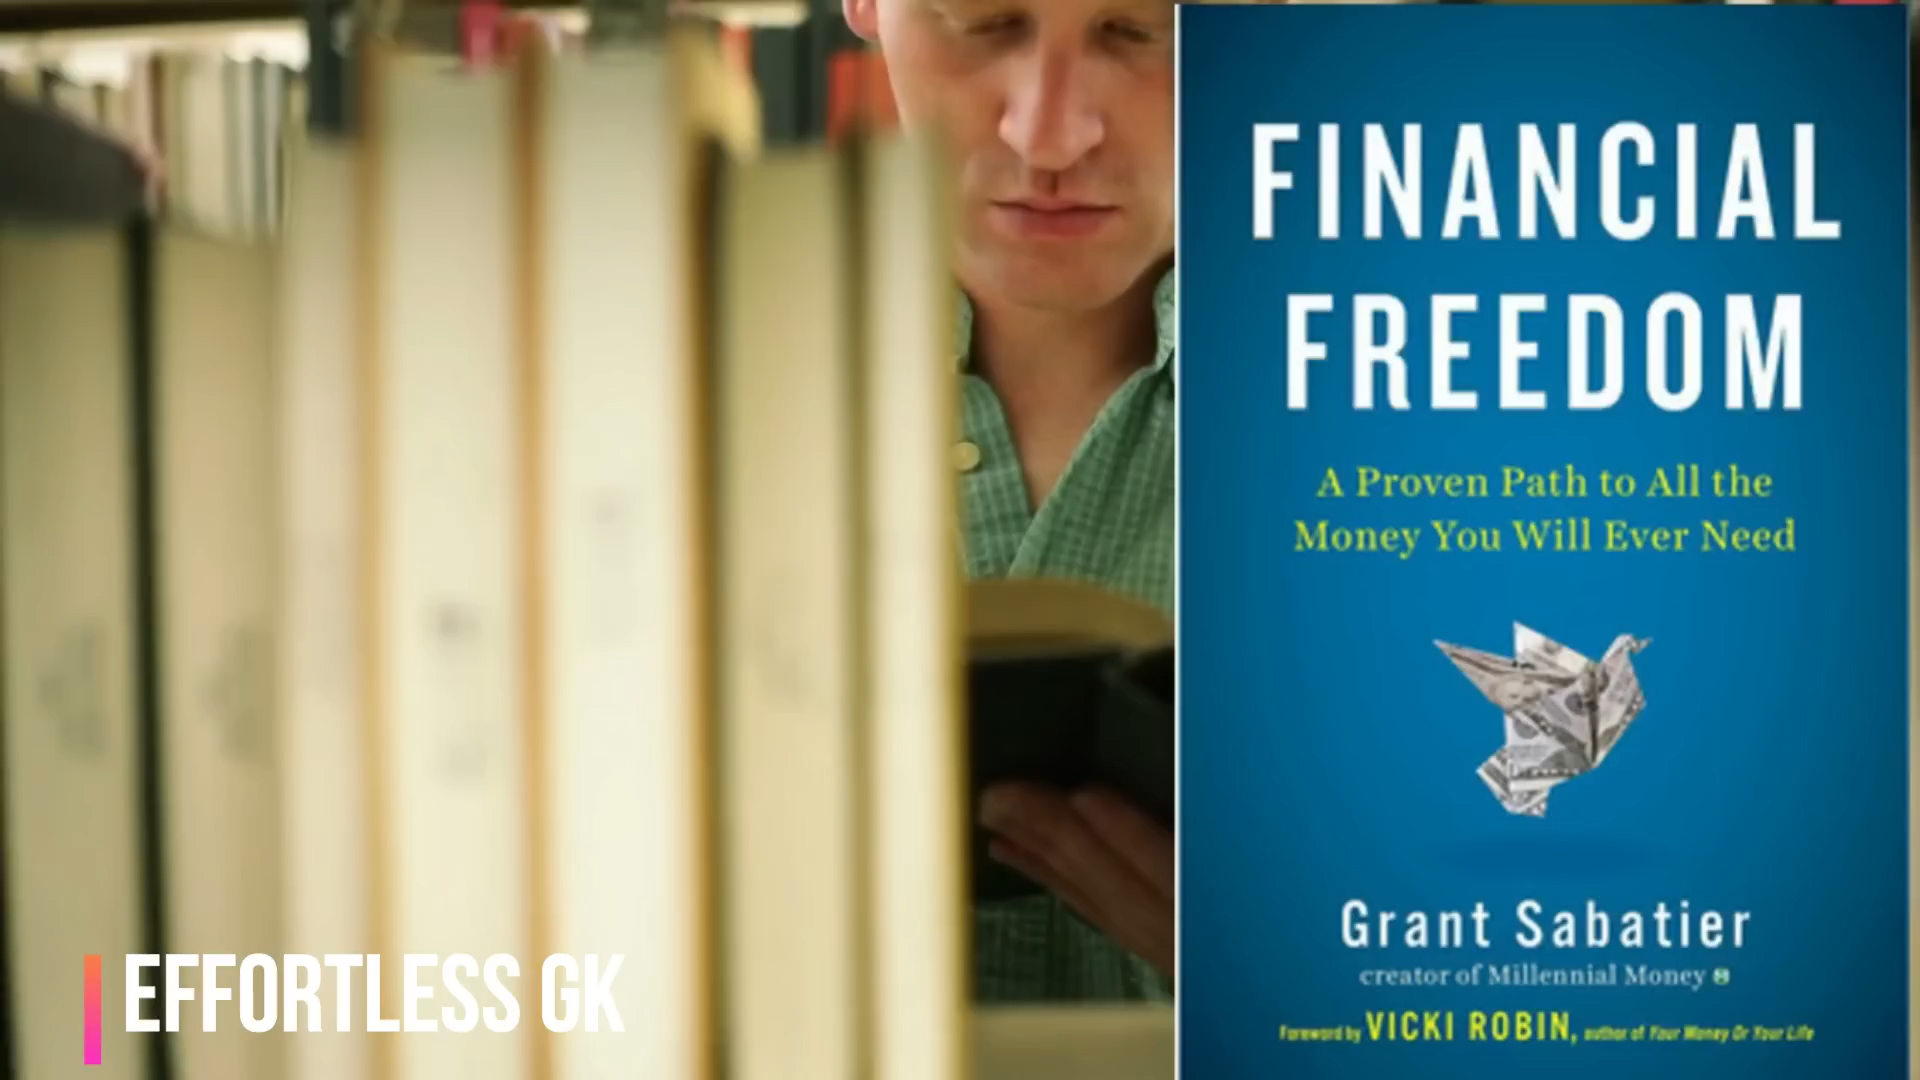 FINANCIAL
FREEDOM
A Proven Path to All the
Money You Will Ever Need
Grant Sabatier
creator of Millennial Money
Foreword by VICKI ROBIN, author of Your Money Or Your Life
EFFORTLESS GK